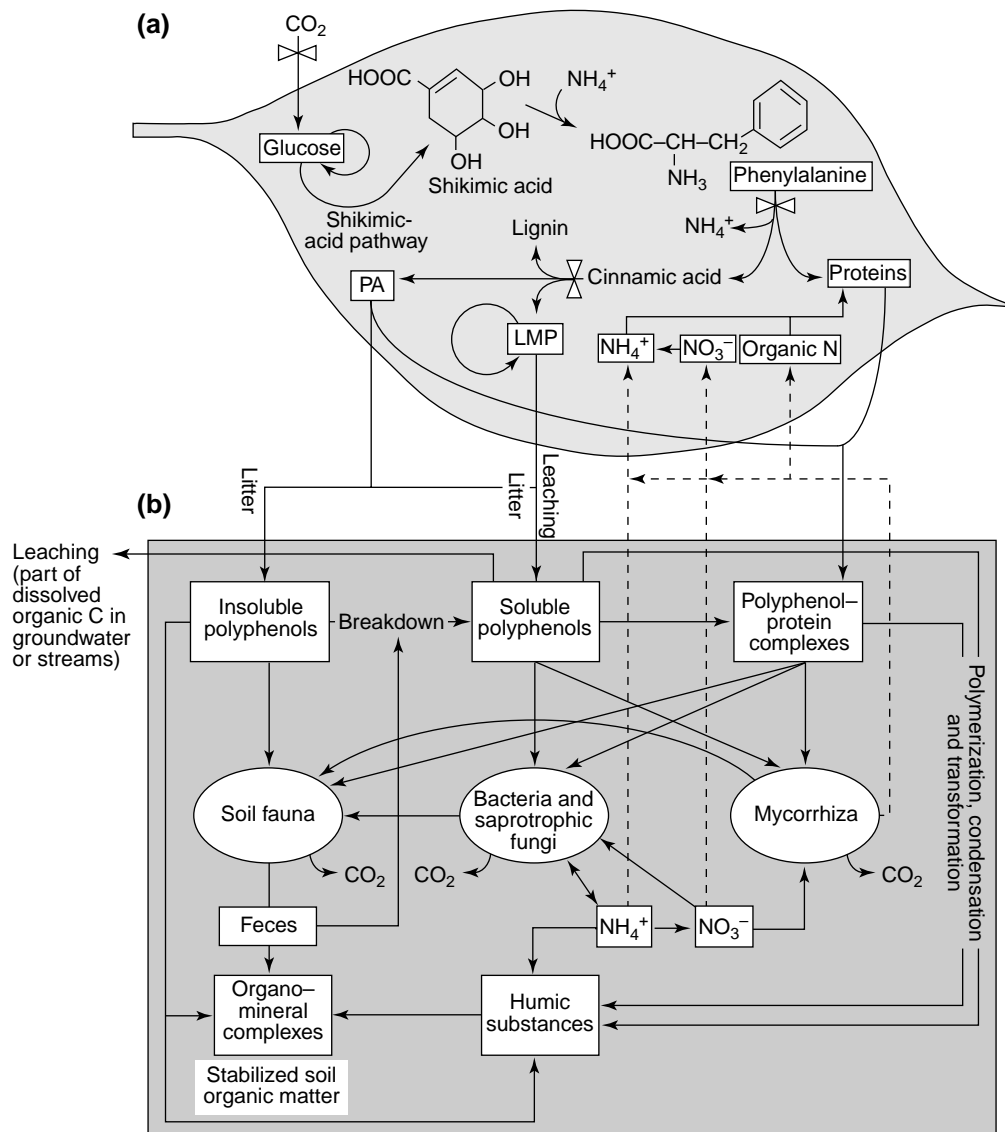 (a)
CO2
HOOC
OH
OH
OH
Shikimic acid
NH4+
HOOC–CH–CH2
NH3
Phenylalanine
Glucose
Shikimic-
acid pathway
NH4+
Lignin
Cinnamic acid
Proteins
PA
LMP
NH4+
NO3−
Organic N
Litter
Leaching
Litter
(b)
Leaching
(part of
dissolved
organic C in
groundwater
or streams)
Insoluble
polyphenols
Breakdown
Soluble
polyphenols
Polyphenol–
protein
complexes
Polymerization, condensation
and transformation
Soil fauna
Bacteria and
saprotrophic
fungi
Mycorrhiza
CO2
CO2
CO2
Feces
NH4+
NO3−
Organo–
mineral
complexes
Humic
substances
Stabilized soil
organic matter